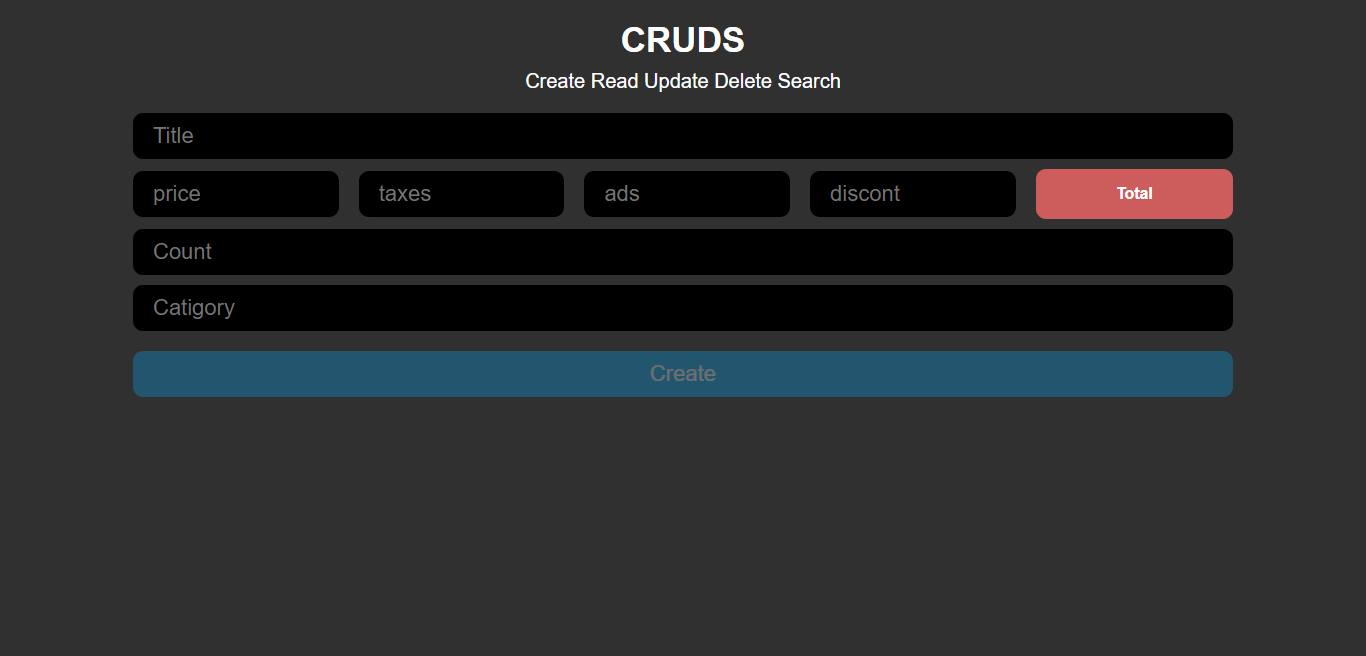 CRUDS
Create Read Update Delete Search
Title
price taxes ads discont Total
Count
Catigory
Create